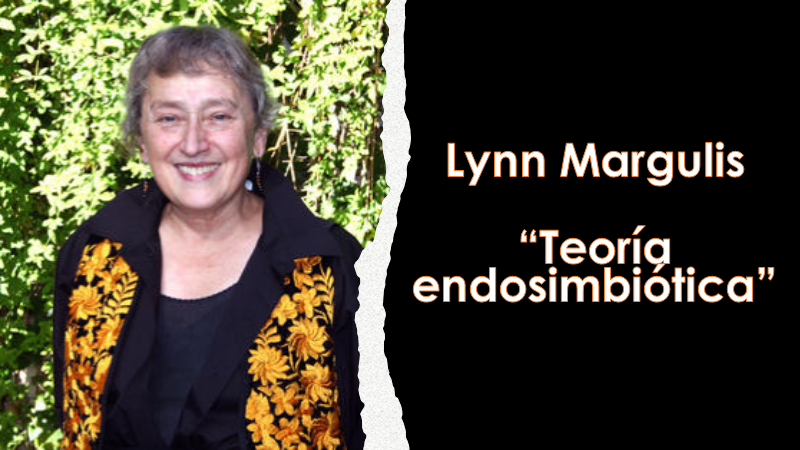 Lynn Margulis
“Teoría
endosimbiótica”